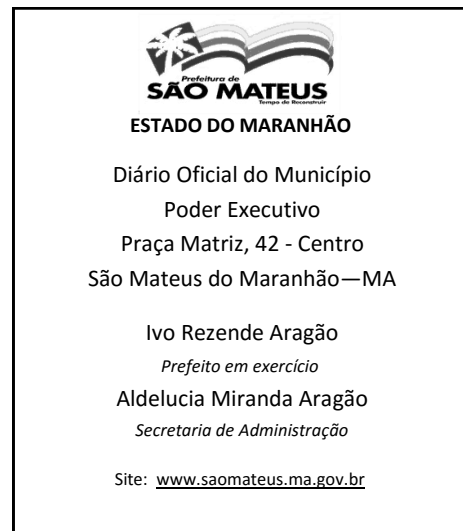 Prefeitura de
SÃO MATEUS
Tempo de Reconstruir
ESTADO DO MARANHÃO
Diário Oficial do Município
Poder Executivo
Praça Matriz, 42 - Centro
São Mateus do Maranhão—MA
Ivo Rezende Aragão
Prefeito em exercício
Aldelucia Miranda Aragão
Secretaria de Administração
Site: www.saomateus.ma.gov.br